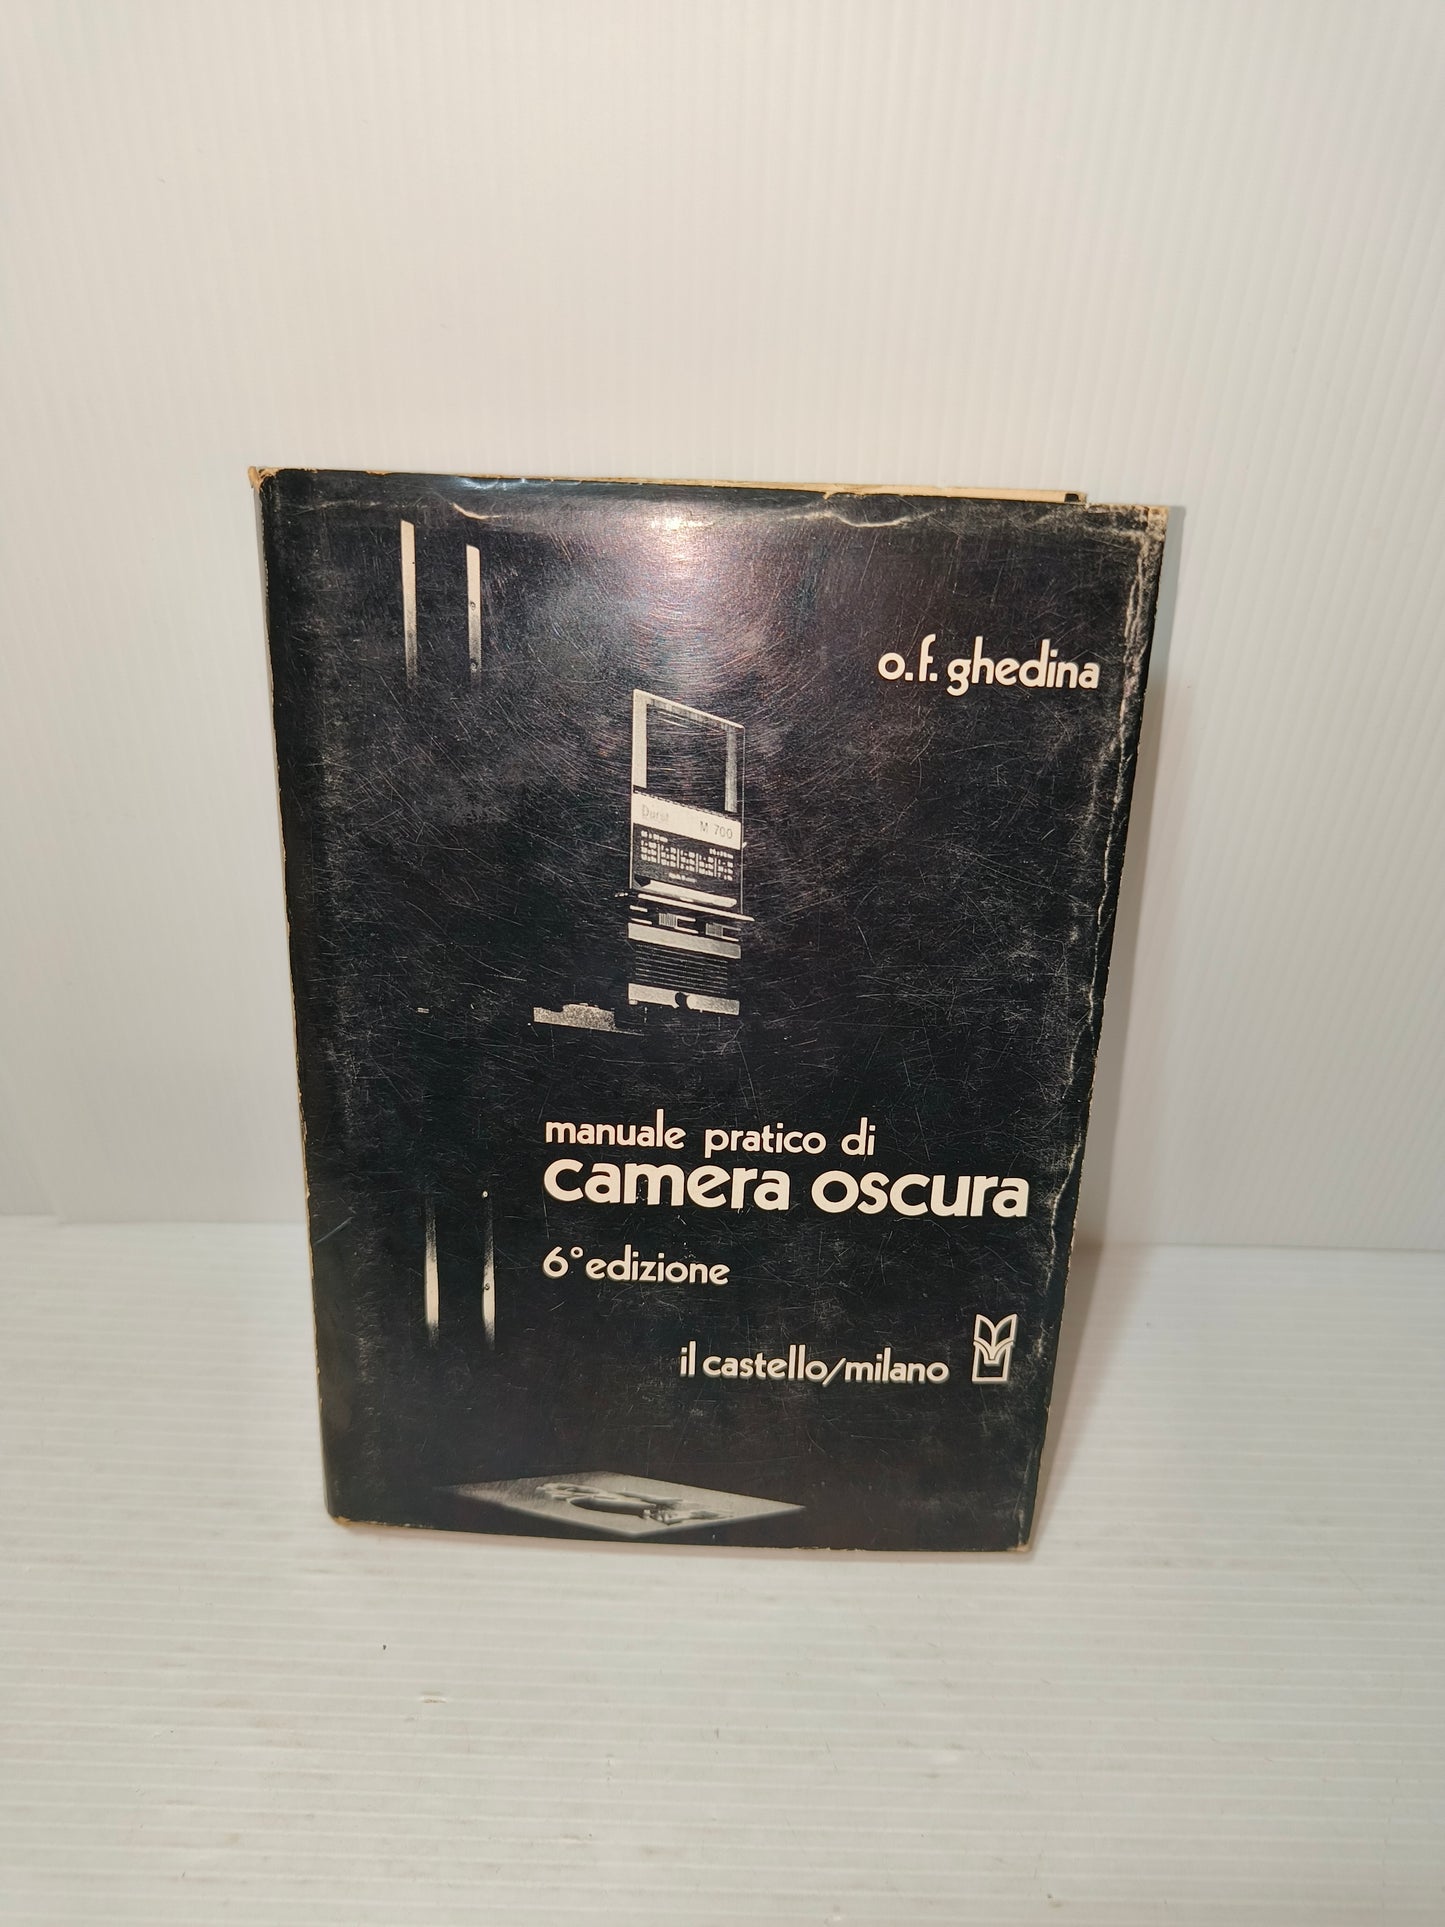 o.f. ghedina
Durst M 700
manuale pratico di
camera oscura
6° edizione
il castello/milano